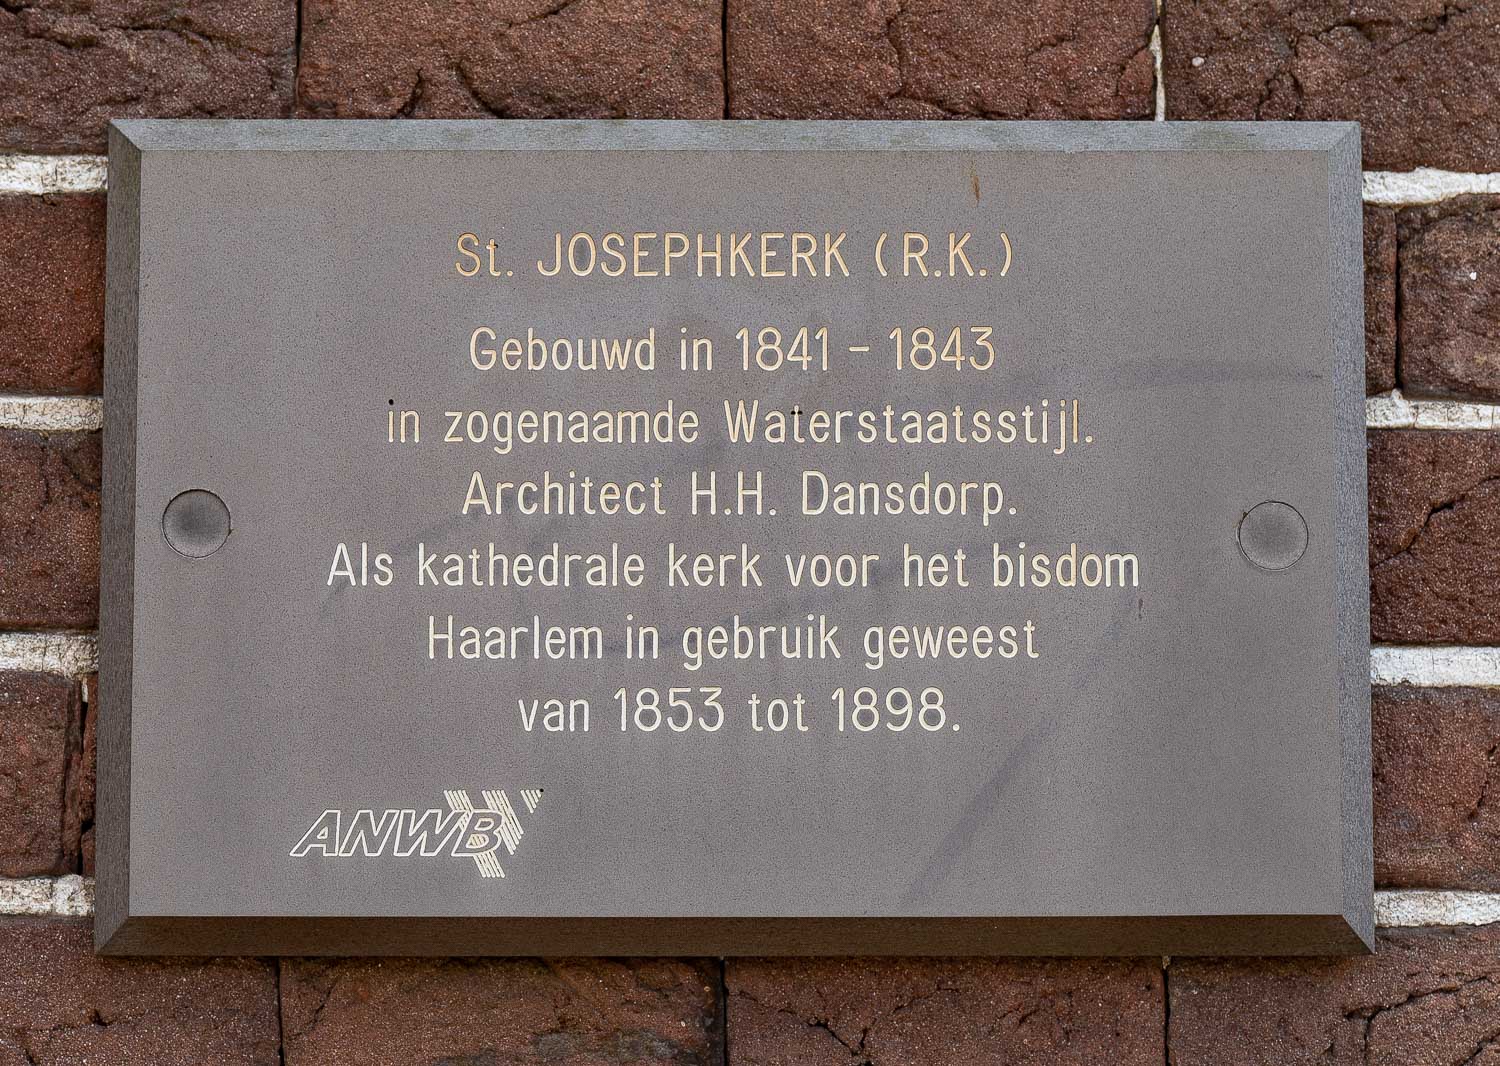 St. JOSEPHKERK (R.K.)
Gebouwd in 1841 - 1843
in zogenaamde Waterstaatsstijl.
Architect H.H. Dansdorp.
Als kathedrale kerk voor het bisdom
Haarlem in gebruik geweest
van 1853 tot 1898.
ANWB